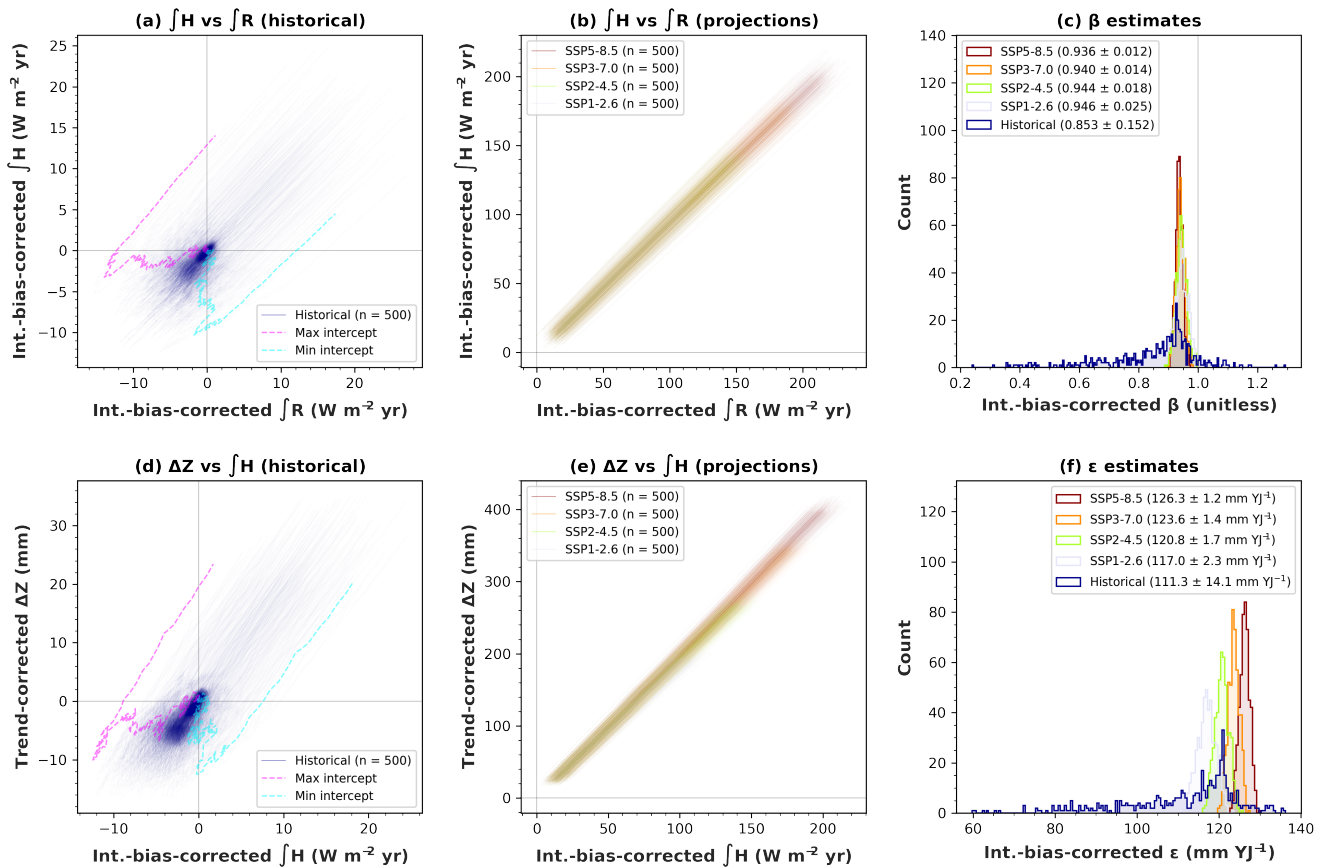 (a) ∫H vs ∫R (historical)
Int.-bias-corrected ∫H (W m⁻² yr)
25
20
15
10
5
0
−5
−10
Historical (n = 500)
Max intercept
Min intercept
−10 0 10 20
Int.-bias-corrected ∫R (W m⁻² yr)
(b) ∫H vs ∫R (projections)
Int.-bias-corrected ∫H (W m⁻² yr)
SSP5-8.5 (n = 500)
SSP3-7.0 (n = 500)
SSP2-4.5 (n = 500)
SSP1-2.6 (n = 500)
200
150
100
50
0
0 50 100 150 200
Int.-bias-corrected ∫R (W m⁻² yr)
(c) β estimates
Count
140
120
100
80
60
40
20
0
SSP5-8.5 (0.936 ± 0.012)
SSP3-7.0 (0.940 ± 0.014)
SSP2-4.5 (0.944 ± 0.018)
SSP1-2.6 (0.946 ± 0.025)
Historical (0.853 ± 0.152)
0.2 0.4 0.6 0.8 1.0 1.2
Int.-bias-corrected β (unitless)
(d) ΔZ vs ∫H (historical)
Trend-corrected ΔZ (mm)
30
20
10
0
−10
Historical (n = 500)
Max intercept
Min intercept
−10 0 10 20
Int.-bias-corrected ∫H (W m⁻² yr)
(e) ΔZ vs ∫H (projections)
Trend-corrected ΔZ (mm)
SSP5-8.5 (n = 500)
SSP3-7.0 (n = 500)
SSP2-4.5 (n = 500)
SSP1-2.6 (n = 500)
400
300
200
100
0
0 50 100 150 200
Int.-bias-corrected ∫H (W m⁻² yr)
(f) ε estimates
Count
120
100
80
60
40
20
0
SSP5-8.5 (126.3 ± 1.2 mm YJ⁻¹)
SSP3-7.0 (123.6 ± 1.4 mm YJ⁻¹)
SSP2-4.5 (120.8 ± 1.7 mm YJ⁻¹)
SSP1-2.6 (117.0 ± 2.3 mm YJ⁻¹)
Historical (111.3 ± 14.1 mm YJ⁻¹)
60 80 100 120 140
Int.-bias-corrected ε (mm YJ⁻¹)